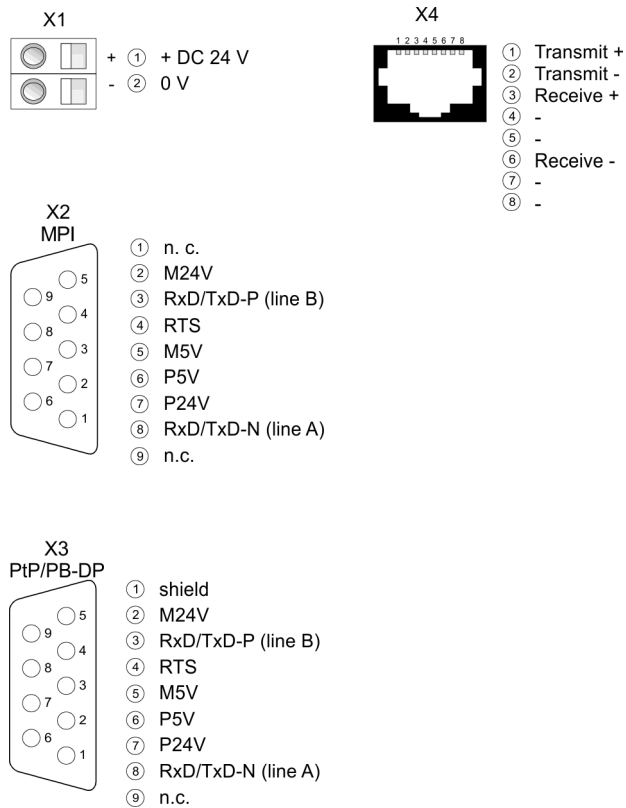 X1
+ ① + DC 24 V
- ② 0 V
X4
1 2 3 4 5 6 7 8
① Transmit +
② Transmit -
③ Receive +
④ -
⑤ -
⑥ Receive -
⑦ -
⑧ -
X2
MPI
5
9
4
8
3
7
2
6
1
① n. c.
② M24V
③ RxD/TxD-P (line B)
④ RTS
⑤ M5V
⑥ P5V
⑦ P24V
⑧ RxD/TxD-N (line A)
⑨ n.c.
X3
PtP/PB-DP
5
9
4
8
3
7
2
6
1
① shield
② M24V
③ RxD/TxD-P (line B)
④ RTS
⑤ M5V
⑥ P5V
⑦ P24V
⑧ RxD/TxD-N (line A)
⑨ n.c.